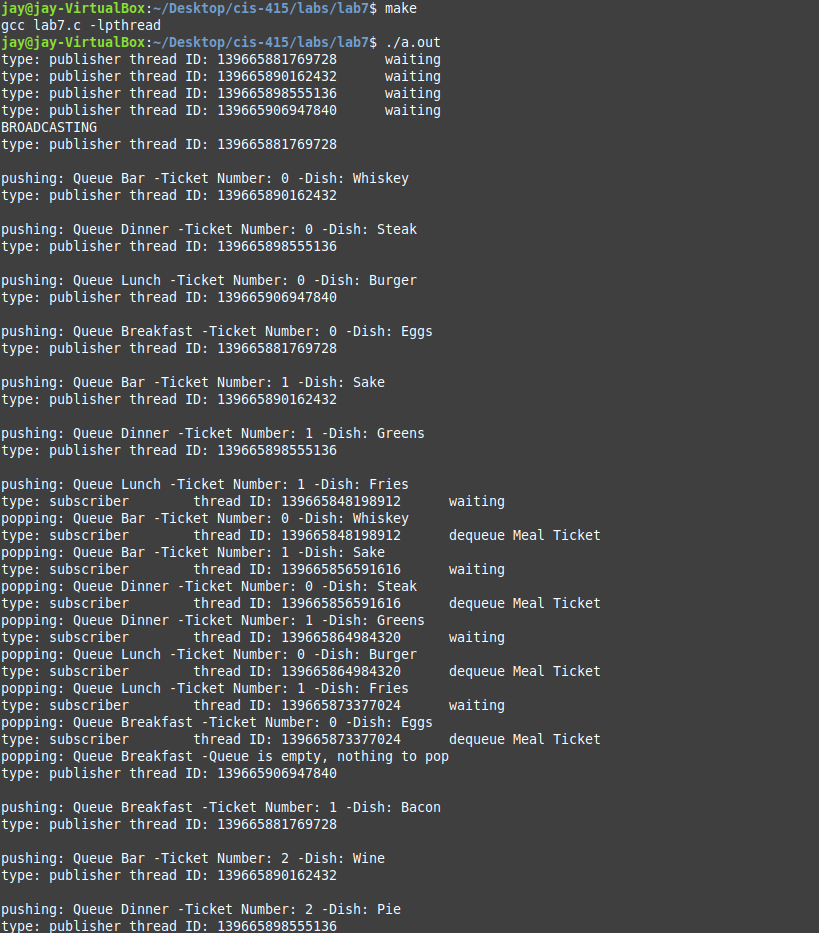 jay@jay-VirtualBox:~/Desktop/cis-415/labs/lab7$ make
gcc lab7.c -lpthread
jay@jay-VirtualBox:~/Desktop/cis-415/labs/lab7$ ./a.out
type: publisher thread ID: 139665881769728      waiting
type: publisher thread ID: 139665890162432      waiting
type: publisher thread ID: 139665898555136      waiting
type: publisher thread ID: 139665906947840      waiting
BROADCASTING
type: publisher thread ID: 139665881769728
pushing: Queue Bar -Ticket Number: 0 -Dish: Whiskey
type: publisher thread ID: 139665890162432
pushing: Queue Dinner -Ticket Number: 0 -Dish: Steak
type: publisher thread ID: 139665898555136
pushing: Queue Lunch -Ticket Number: 0 -Dish: Burger
type: publisher thread ID: 139665906947840
pushing: Queue Breakfast -Ticket Number: 0 -Dish: Eggs
type: publisher thread ID: 139665881769728
pushing: Queue Bar -Ticket Number: 1 -Dish: Sake
type: publisher thread ID: 139665890162432
pushing: Queue Dinner -Ticket Number: 1 -Dish: Greens
type: publisher thread ID: 139665898555136
pushing: Queue Lunch -Ticket Number: 1 -Dish: Fries
type: subscriber        thread ID: 139665848198912      waiting
popping: Queue Bar -Ticket Number: 0 -Dish: Whiskey
type: subscriber        thread ID: 139665848198912      dequeue Meal Ticket
popping: Queue Bar -Ticket Number: 1 -Dish: Sake
type: subscriber        thread ID: 139665856591616      waiting
popping: Queue Dinner -Ticket Number: 0 -Dish: Steak
type: subscriber        thread ID: 139665856591616      dequeue Meal Ticket
popping: Queue Dinner -Ticket Number: 1 -Dish: Greens
type: subscriber        thread ID: 139665864984320      waiting
popping: Queue Lunch -Ticket Number: 0 -Dish: Burger
type: subscriber        thread ID: 139665864984320      dequeue Meal Ticket
popping: Queue Lunch -Ticket Number: 1 -Dish: Fries
type: subscriber        thread ID: 139665873377024      waiting
popping: Queue Breakfast -Ticket Number: 0 -Dish: Eggs
type: subscriber        thread ID: 139665873377024      dequeue Meal Ticket
popping: Queue Breakfast -Queue is empty, nothing to pop
type: publisher thread ID: 139665906947840
pushing: Queue Breakfast -Ticket Number: 1 -Dish: Bacon
type: publisher thread ID: 139665881769728
pushing: Queue Bar -Ticket Number: 2 -Dish: Wine
type: publisher thread ID: 139665890162432
pushing: Queue Dinner -Ticket Number: 2 -Dish: Pie
type: publisher thread ID: 139665898555136